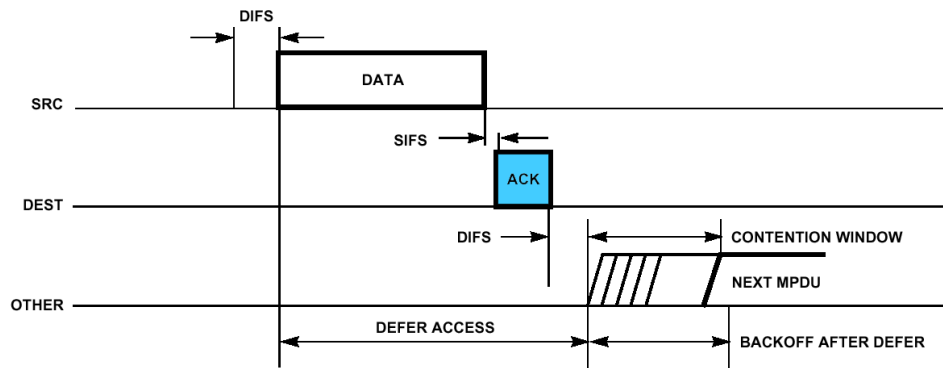 DIFS
DATA
SRC
SIFS
ACK
DEST
DIFS
CONTENTION WINDOW
NEXT MPDU
OTHER
DEFER ACCESS
BACKOFF AFTER DEFER